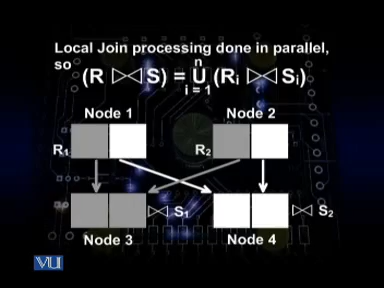 Local Join processing done in parallel,
so
(R ⋈ S) = n U i = 1 (Ri ⋈ Si)
Node 1 Node 2
R1 R2
⋈ S1 ⋈ S2
Node 3 Node 4
VU